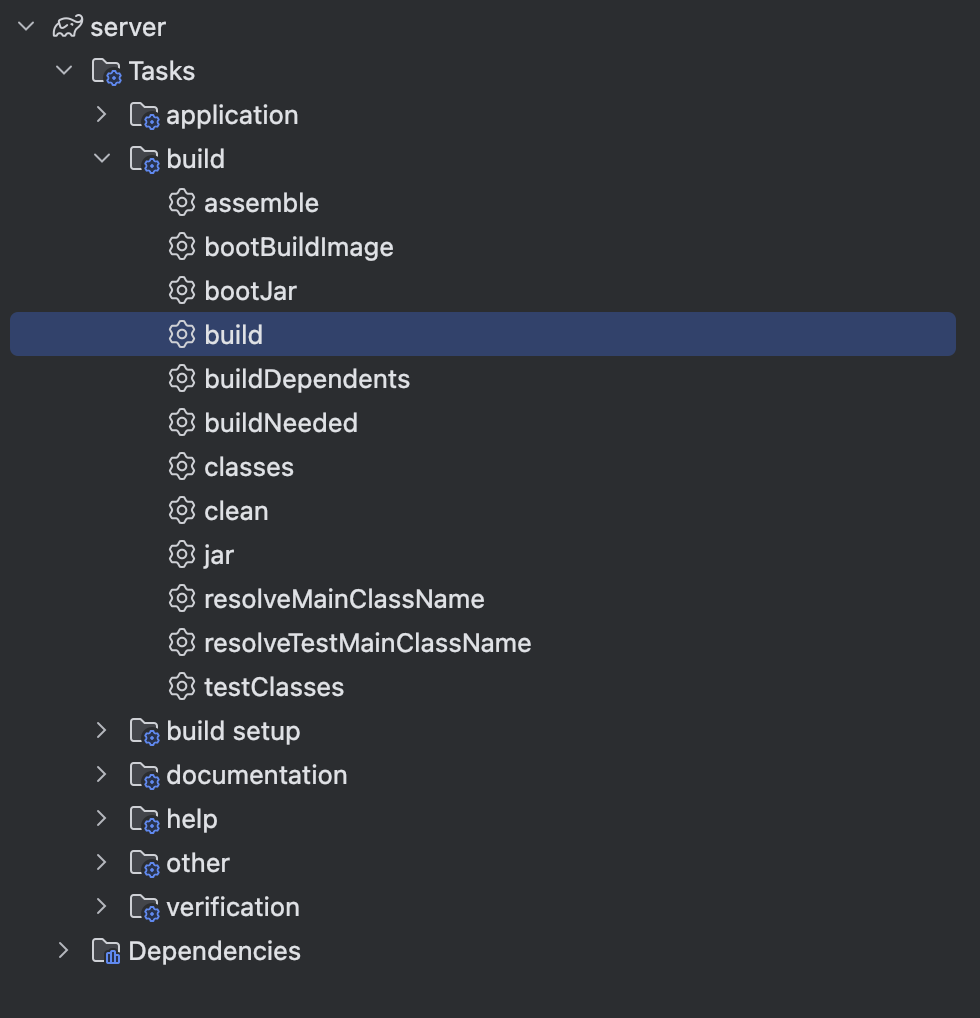 server
Tasks
application
build
assemble
bootBuildImage
bootJar
build
buildDependents
buildNeeded
classes
clean
jar
resolveMainClassName
resolveTestMainClassName
testClasses
build setup
documentation
help
other
verification
Dependencies